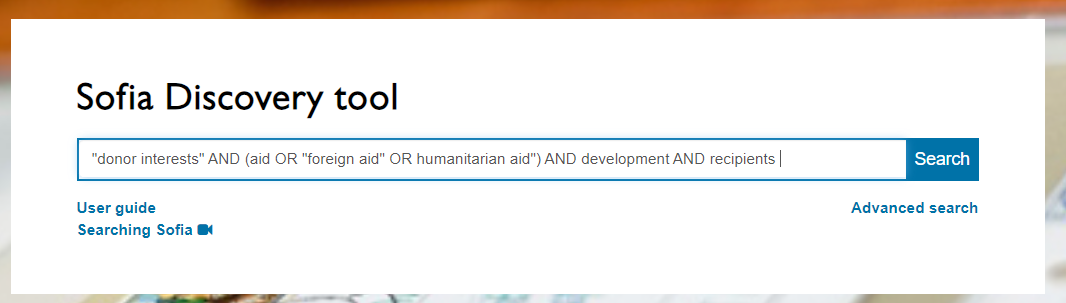 Sofia Discovery tool
"donor interests" AND (aid OR "foreign aid" OR humanitarian aid") AND development AND recipients
Search
User guide
Advanced search
Searching Sofia